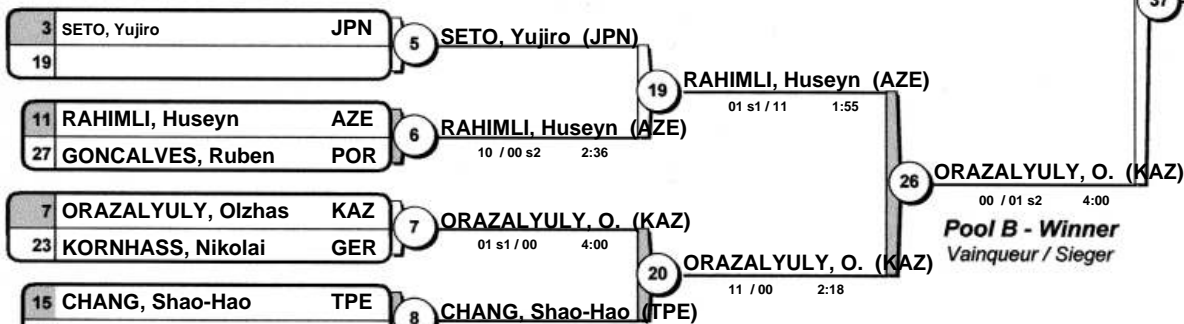 37
3 SETO, Yujiro JPN
19
5
SETO, Yujiro (JPN)
19
RAHIMLI, Huseyn (AZE)
01 s1 / 11 1:55
11 RAHIMLI, Huseyn AZE
27 GONCALVES, Ruben POR
6
RAHIMLI, Huseyn (AZE)
10 / 00 s2 2:36
26
ORAZALYULY, O. (KAZ)
00 / 01 s2 4:00
Pool B - Winner
Vainqueur / Sieger
7 ORAZALYULY, Olzhas KAZ
23 KORNHASS, Nikolai GER
7
ORAZALYULY, O. (KAZ)
01 s1 / 00 4:00
20
ORAZALYULY, O. (KAZ)
11 / 00 2:18
15 CHANG, Shao-Hao TPE
8
CHANG, Shao-Hao (TPE)